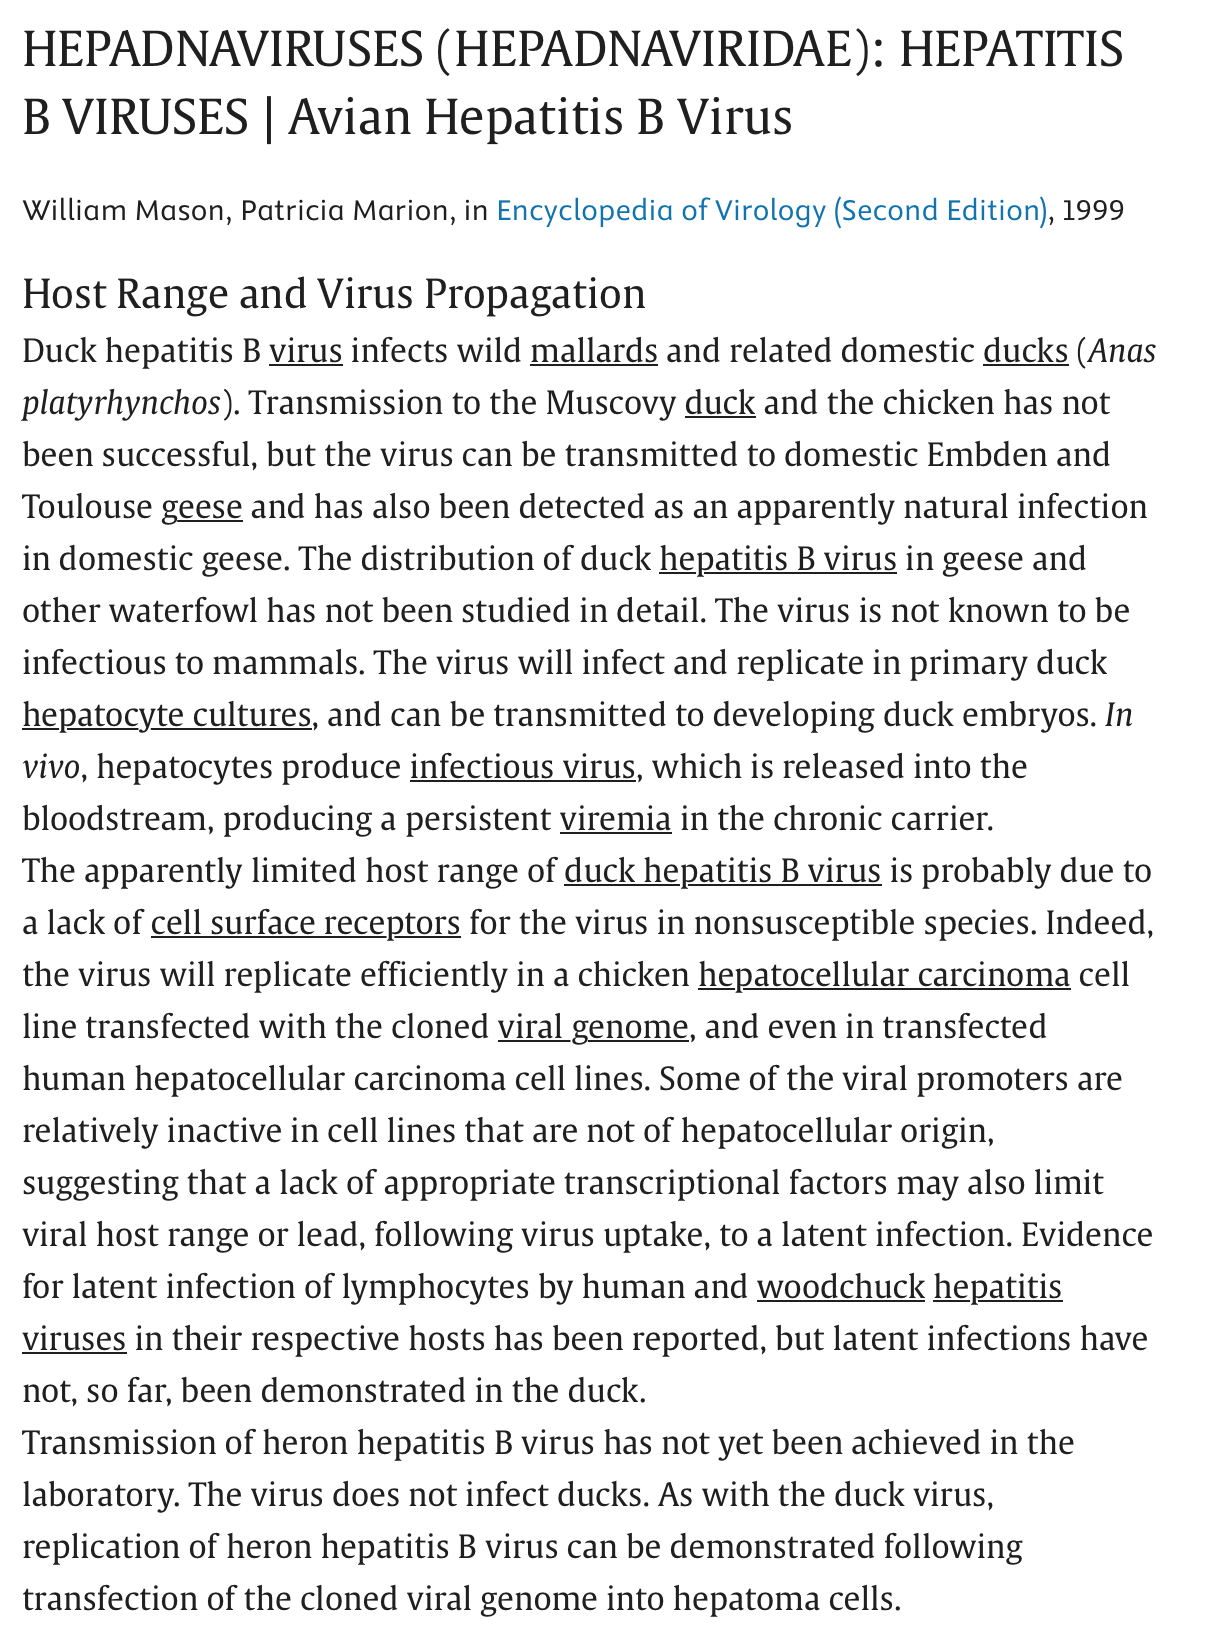 HEPADNAVIRUSES (HEPADNAVIRIDAE): HEPATITIS
B VIRUSES | Avian Hepatitis B Virus
William Mason, Patricia Marion, in Encyclopedia of Virology (Second Edition), 1999
Host Range and Virus Propagation
Duck hepatitis B virus infects wild mallards and related domestic ducks (Anas
platyrhynchos). Transmission to the Muscovy duck and the chicken has not
been successful, but the virus can be transmitted to domestic Embden and
Toulouse geese and has also been detected as an apparently natural infection
in domestic geese. The distribution of duck hepatitis B virus in geese and
other waterfowl has not been studied in detail. The virus is not known to be
infectious to mammals. The virus will infect and replicate in primary duck
hepatocyte cultures, and can be transmitted to developing duck embryos. In
vivo, hepatocytes produce infectious virus, which is released into the
bloodstream, producing a persistent viremia in the chronic carrier.
The apparently limited host range of duck hepatitis B virus is probably due to
a lack of cell surface receptors for the virus in nonsusceptible species. Indeed,
the virus will replicate efficiently in a chicken hepatocellular carcinoma cell
line transfected with the cloned viral genome, and even in transfected
human hepatocellular carcinoma cell lines. Some of the viral promoters are
relatively inactive in cell lines that are not of hepatocellular origin,
suggesting that a lack of appropriate transcriptional factors may also limit
viral host range or lead, following virus uptake, to a latent infection. Evidence
for latent infection of lymphocytes by human and woodchuck hepatitis
viruses in their respective hosts has been reported, but latent infections have
not, so far, been demonstrated in the duck.
Transmission of heron hepatitis B virus has not yet been achieved in the
laboratory. The virus does not infect ducks. As with the duck virus,
replication of heron hepatitis B virus can be demonstrated following
transfection of the cloned viral genome into hepatoma cells.